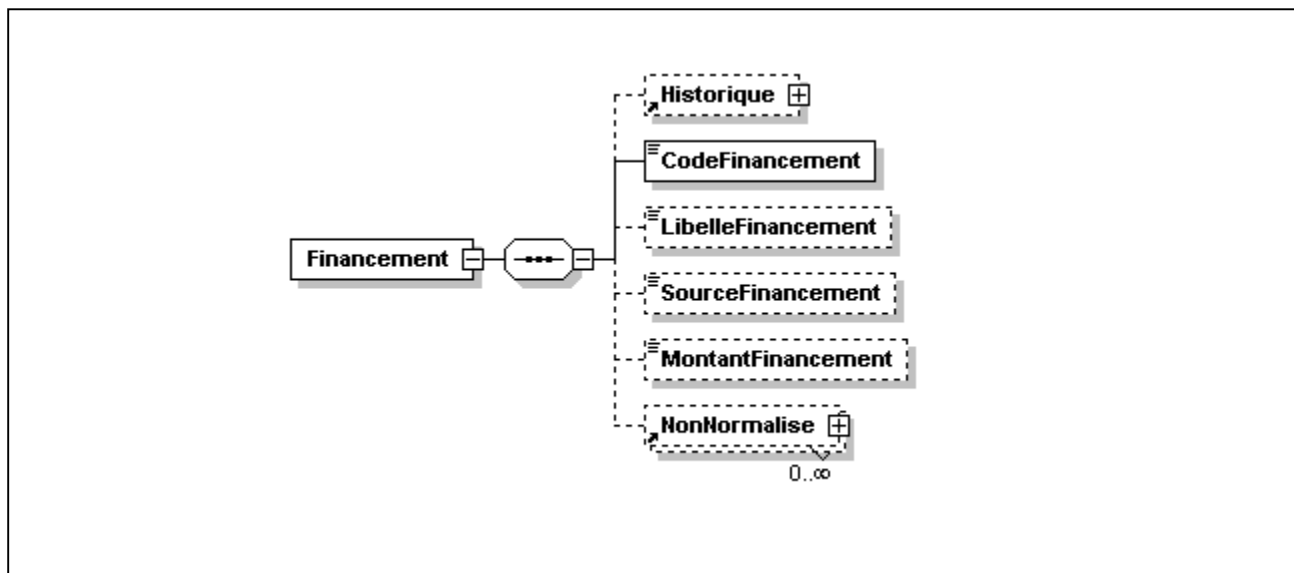 Historique
CodeFinancement
LibelleFinancement
Financement
SourceFinancement
MontantFinancement
NonNormalise
0..∞